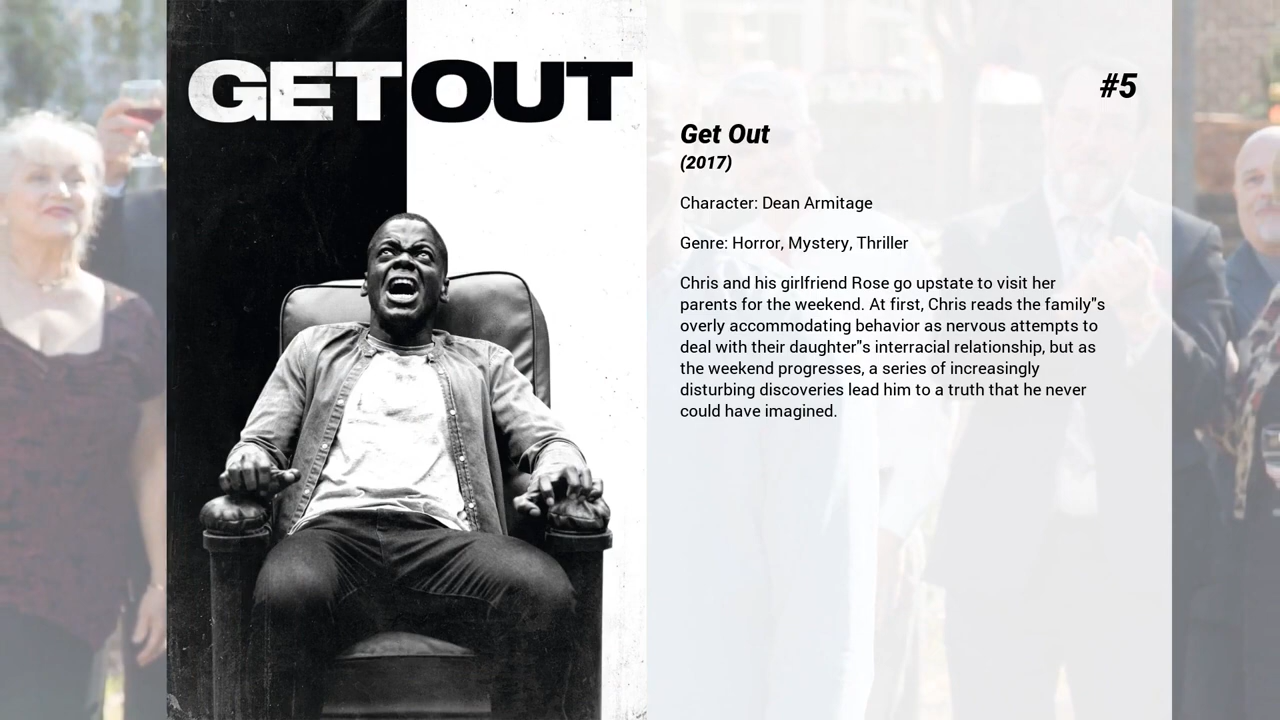 GET OUT
#5
Get Out
(2017)
Character: Dean Armitage
Genre: Horror, Mystery, Thriller
Chris and his girlfriend Rose go upstate to visit her
parents for the weekend. At first, Chris reads the family"s
overly accommodating behavior as nervous attempts to
deal with their daughter"s interracial relationship, but as
the weekend progresses, a series of increasingly
disturbing discoveries lead him to a truth that he never
could have imagined.